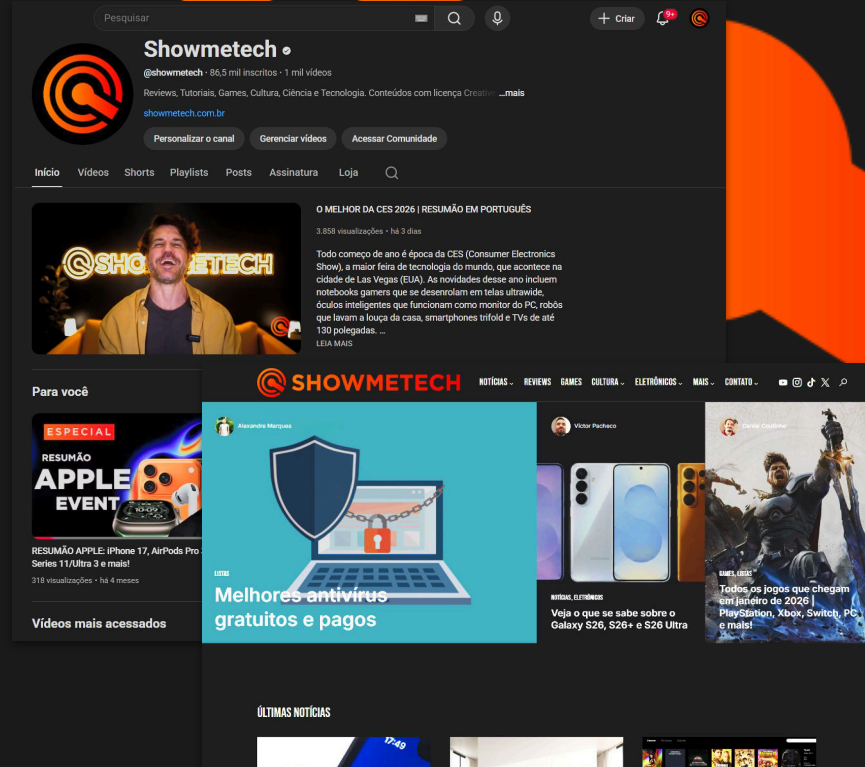 Pesquisar
Criar
9+
Showmetech
@showmetech · 86,5 mil inscritos · 1 mil vídeos
Reviews, Tutoriais, Games, Cultura, Ciência e Tecnologia. Conteúdos com licença Creative ...mais
showmetech.com.br
Personalizar o canal
Gerenciar vídeos
Acessar Comunidade
Início Vídeos Shorts Playlists Posts Assinatura Loja
SHOWMETECH
O MELHOR DA CES 2026 | RESUMÃO EM PORTUGUÊS
3.858 visualizações • há 3 dias
Todo começo de ano é época da CES (Consumer Electronics
Show), a maior feira de tecnologia do mundo, que acontece na
cidade de Las Vegas (EUA). As novidades desse ano incluem
notebooks gamers que se desenrolam em telas ultrawide,
óculos inteligentes que funcionam como monitor do PC, robôs
que lavam a louça da casa, smartphones trifold e TVs de até
130 polegadas. ...
LEIA MAIS
Para você
ESPECIAL
RESUMÃO
APPLE
EVENT
10:09
RESUMÃO APPLE: iPhone 17, AirPods Pro
Series 11/Ultra 3 e mais!
318 visualizações • há 4 meses
Vídeos mais acessados
SHOWMETECH
NOTÍCIAS REVIEWS GAMES CULTURA ELETRÔNICOS MAIS CONTATO
Alexandre Marques
LISTAS
Melhores antivírus
gratuitos e pagos
Victor Pacheco
NOTÍCIAS, ELETRÔNICOS
Veja o que se sabe sobre o
Galaxy S26, S26+ e S26 Ultra
Daniel Coutinho
GAMES, LISTAS
Todos os jogos que chegam
em janeiro de 2026 |
PlayStation, Xbox, Switch, PC
e mais!
ÚLTIMAS NOTÍCIAS
17:49